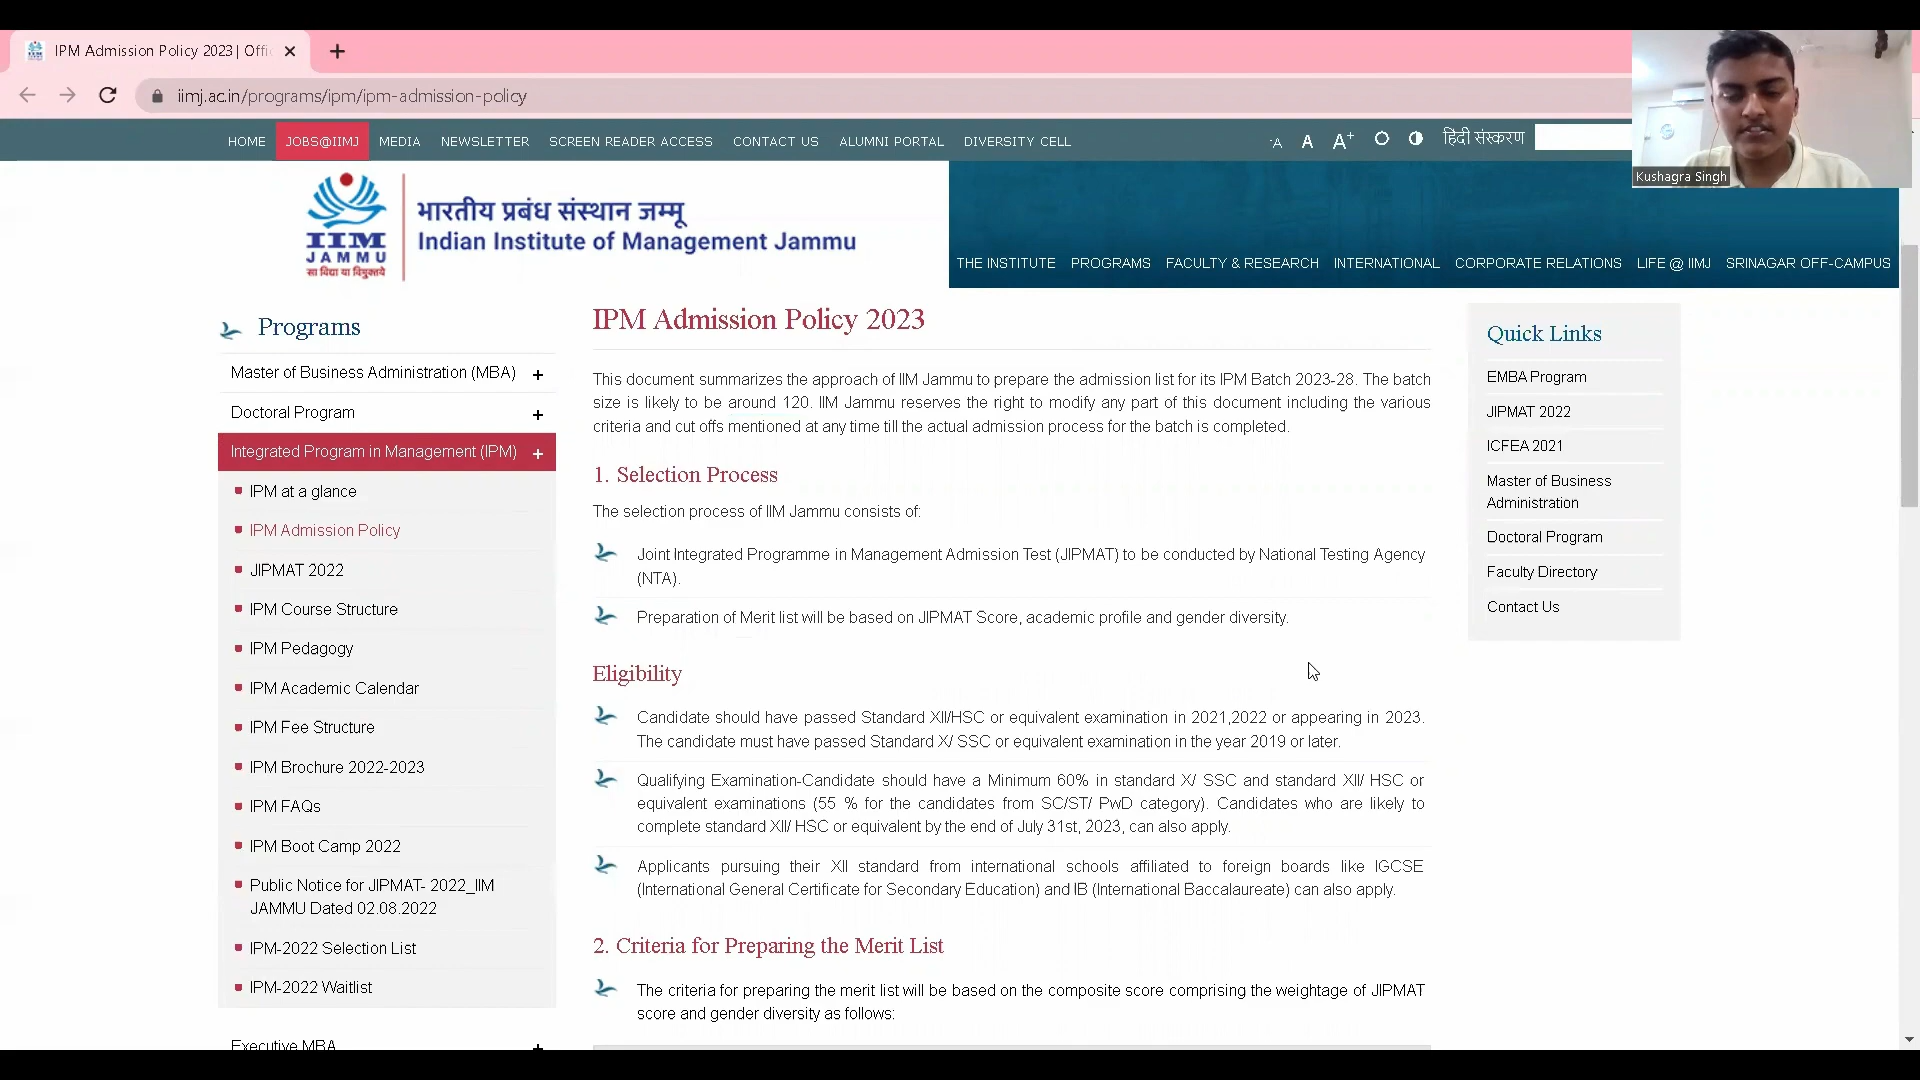 IPM Admission Policy 2023 | Offic
iimj.ac.in/programs/ipm/ipm-admission-policy
HOME JOBS@IIMJ MEDIA NEWSLETTER SCREEN READER ACCESS CONTACT US ALUMNI PORTAL DIVERSITY CELL -A A A+ हिंदी संस्करण
Kushagra Singh
IIM
JAMMU
सा विद्या या विमुक्तये
भारतीय प्रबंध संस्थान जम्मू
Indian Institute of Management Jammu
THE INSTITUTE PROGRAMS FACULTY & RESEARCH INTERNATIONAL CORPORATE RELATIONS LIFE @ IIMJ SRINAGAR OFF-CAMPUS
Programs
Master of Business Administration (MBA) +
Doctoral Program +
Integrated Program in Management (IPM) +
IPM at a glance
IPM Admission Policy
JIPMAT 2022
IPM Course Structure
IPM Pedagogy
IPM Academic Calendar
IPM Fee Structure
IPM Brochure 2022-2023
IPM FAQs
IPM Boot Camp 2022
Public Notice for JIPMAT- 2022_IIM
JAMMU Dated 02.08.2022
IPM-2022 Selection List
IPM-2022 Waitlist
Executive MBA +
IPM Admission Policy 2023
This document summarizes the approach of IIM Jammu to prepare the admission list for its IPM Batch 2023-28. The batch
size is likely to be around 120. IIM Jammu reserves the right to modify any part of this document including the various
criteria and cut offs mentioned at any time till the actual admission process for the batch is completed.
1. Selection Process
The selection process of IIM Jammu consists of:
Joint Integrated Programme in Management Admission Test (JIPMAT) to be conducted by National Testing Agency
(NTA).
Preparation of Merit list will be based on JIPMAT Score, academic profile and gender diversity.
Eligibility
Candidate should have passed Standard XII/HSC or equivalent examination in 2021,2022 or appearing in 2023.
The candidate must have passed Standard X/ SSC or equivalent examination in the year 2019 or later.
Qualifying Examination-Candidate should have a Minimum 60% in standard X/ SSC and standard XII/ HSC or
equivalent examinations (55 % for the candidates from SC/ST/ PwD category). Candidates who are likely to
complete standard XII/ HSC or equivalent by the end of July 31st, 2023, can also apply.
Applicants pursuing their XII standard from international schools affiliated to foreign boards like IGCSE
(International General Certificate for Secondary Education) and IB (International Baccalaureate) can also apply.
2. Criteria for Preparing the Merit List
The criteria for preparing the merit list will be based on the composite score comprising the weightage of JIPMAT
score and gender diversity as follows:
Quick Links
EMBA Program
JIPMAT 2022
ICFEA 2021
Master of Business
Administration
Doctoral Program
Faculty Directory
Contact Us